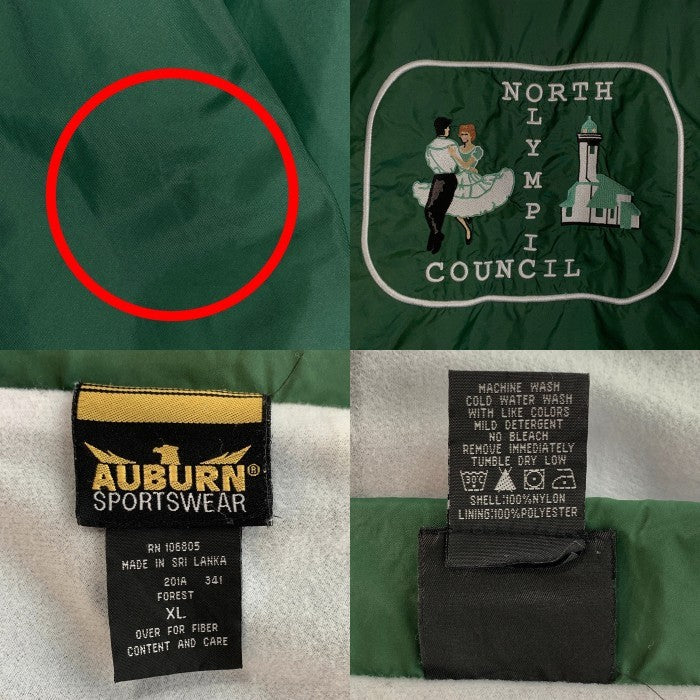 NORTH
OLYMPIC
COUNCIL
AUBURN®
SPORTSWEAR
RN 106805
MADE IN SRI LANKA
201A 341
FOREST
XL
OVER FOR FIBER
CONTENT AND CARE
MACHINE WASH
COLD WATER WASH
WITH LIKE COLORS
MILD DETERGENT
NO BLEACH
REMOVE IMMEDIATELY
TUMBLE DRY LOW
30°C
SHELL:100%NYLON
LINING:100%POLYESTER